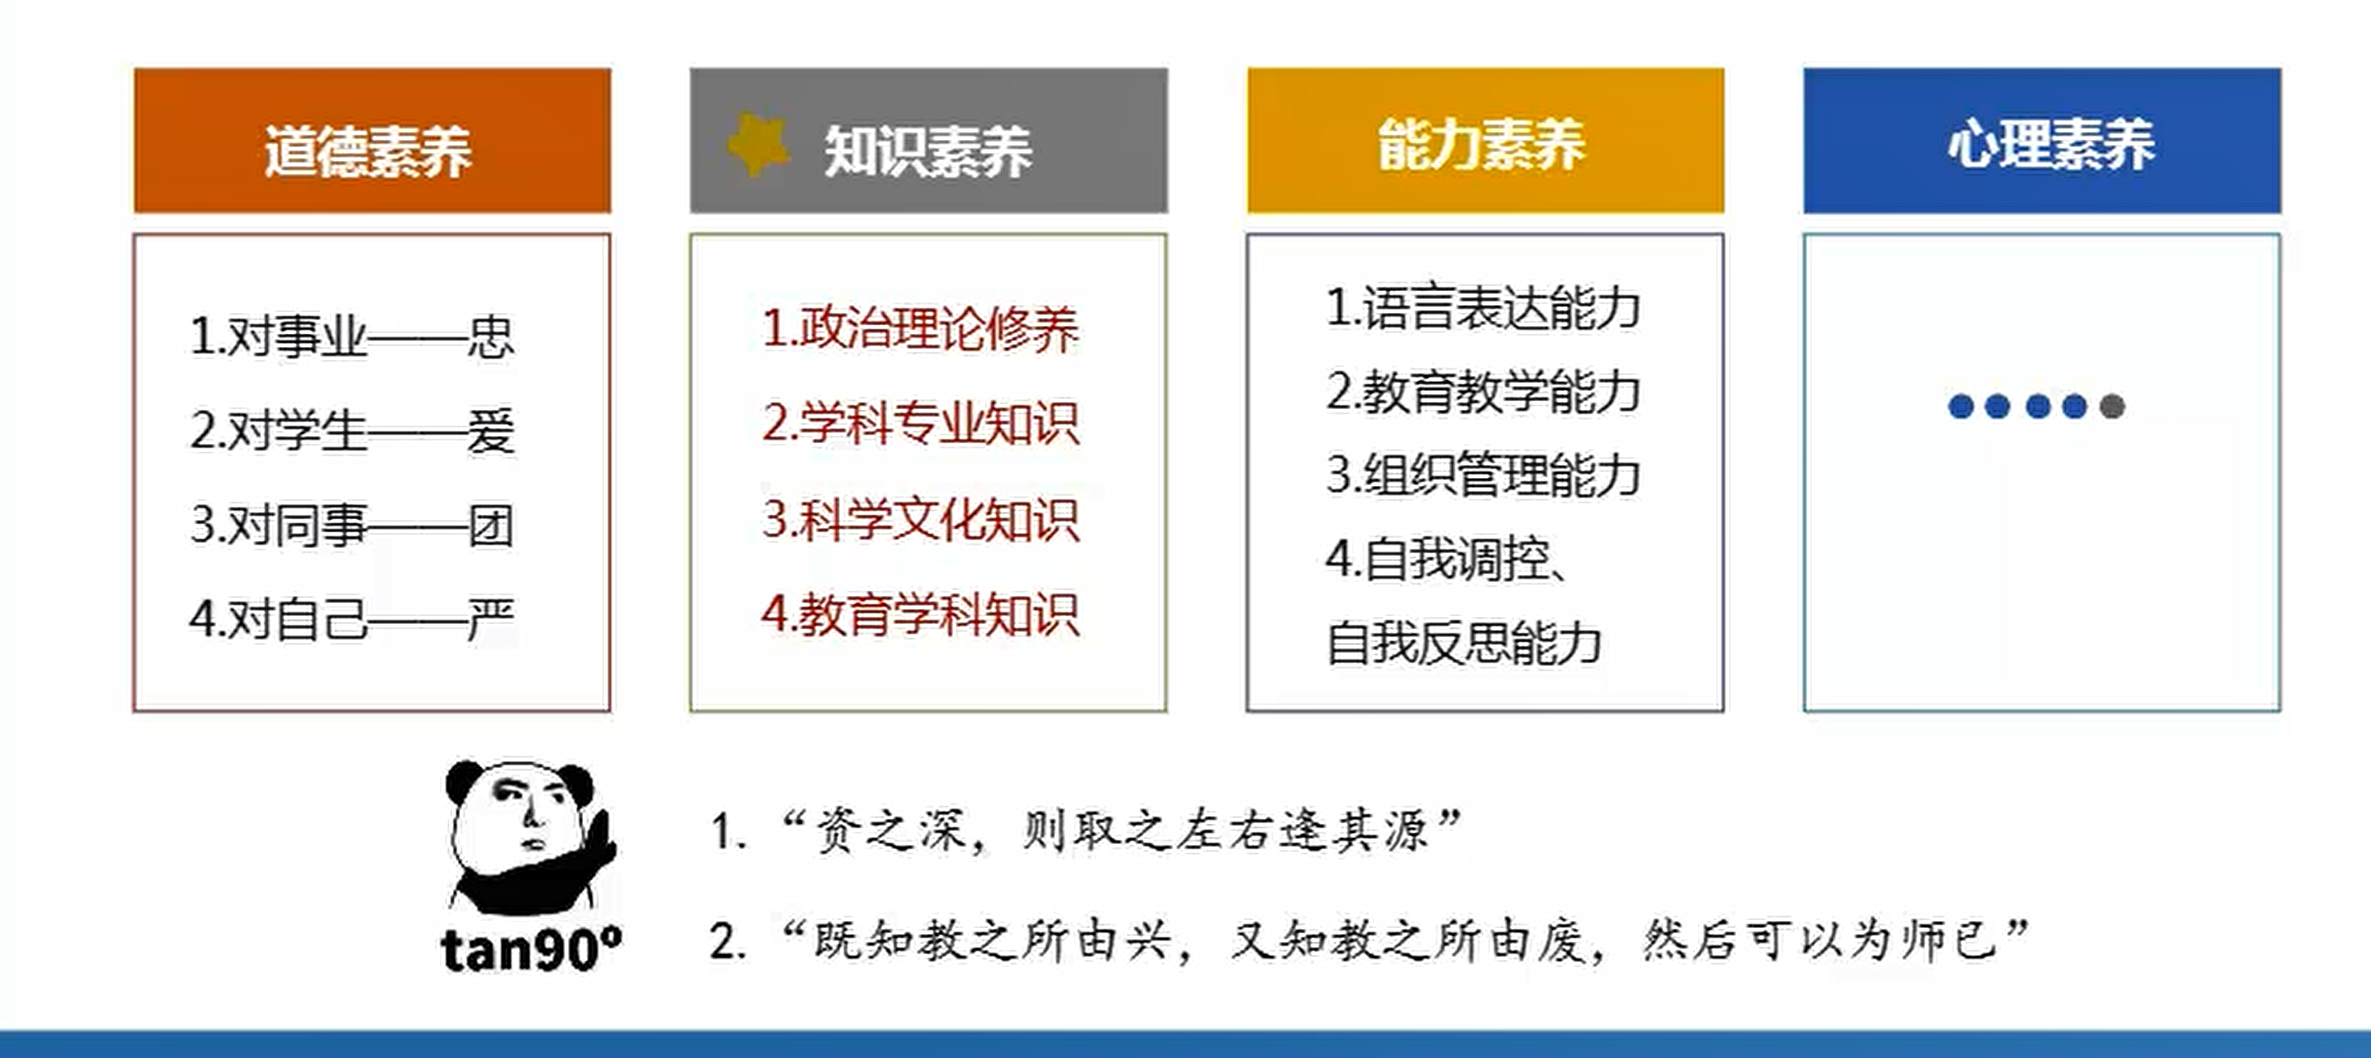 道德素养
1.对事业——忠
2.对学生——爱
3.对同事——团
4.对自己——严
知识素养
1.政治理论修养
2.学科专业知识
3.科学文化知识
4.教育学科知识
能力素养
1.语言表达能力
2.教育教学能力
3.组织管理能力
4.自我调控、
自我反思能力
心理素养
tan90°
1.“资之深，则取之左右逢其源”
2.“既知教之所由兴，又知教之所由废，然后可以为师已”